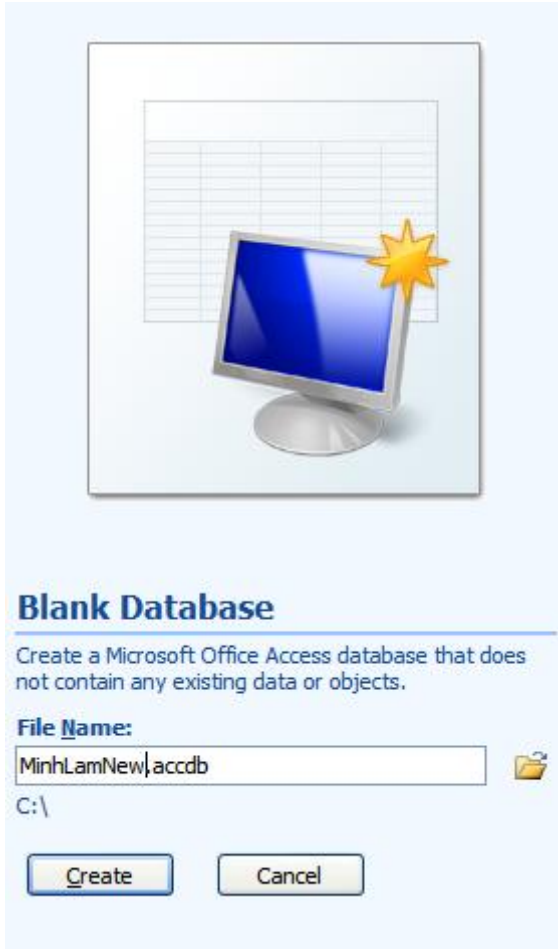 Blank Database
Create a Microsoft Office Access database that does
not contain any existing data or objects.
File Name:
MinhLamNew.accdb
C:\
Create
Cancel